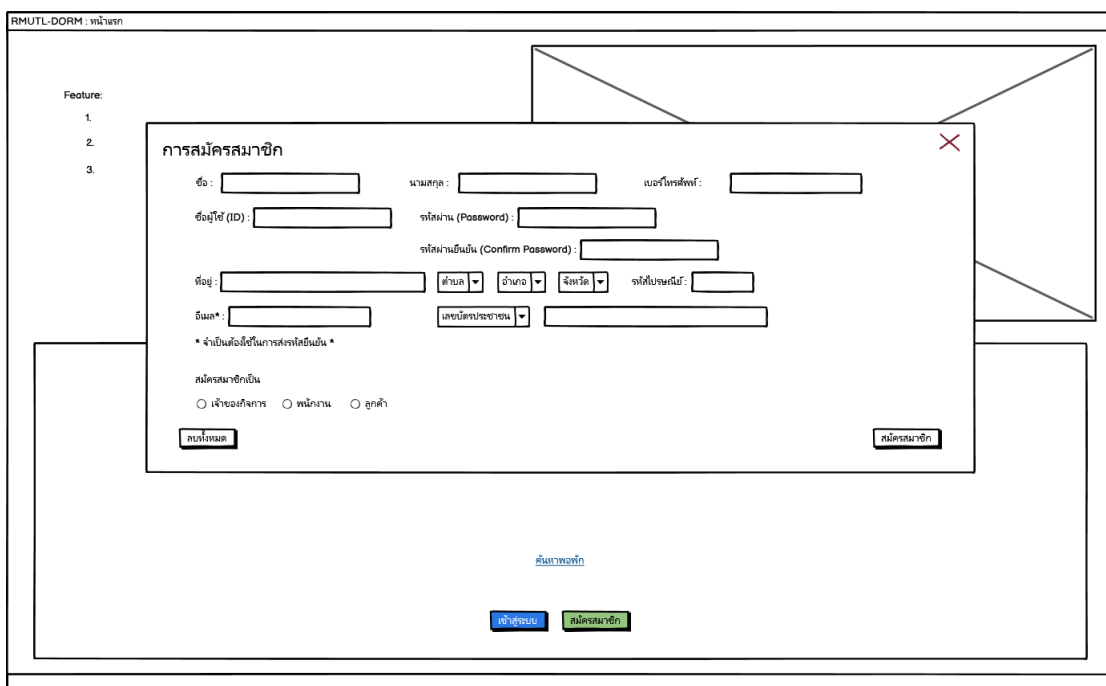 RMUTL-DORM : หน้าแรก
Feature:
1.
2.
3.
การสมัครสมาชิก
ชื่อ :
นามสกุล :
เบอร์โทรศัพท์ :
ชื่อผู้ใช้ (ID) :
รหัสผ่าน (Password) :
รหัสผ่านยืนยัน (Confirm Password) :
ที่อยู่ :
ตำบล
อำเภอ
จังหวัด
รหัสไปรษณีย์ :
อีเมล* :
เลขบัตรประชาชน
* จำเป็นต้องใช้ในการส่งรหัสยืนยัน *
สมัครสมาชิกเป็น
เจ้าของกิจการ
พนักงาน
ลูกค้า
ลบทั้งหมด
สมัครสมาชิก
ค้นหาพอพัก
เข้าสู่ระบบ
สมัครสมาชิก